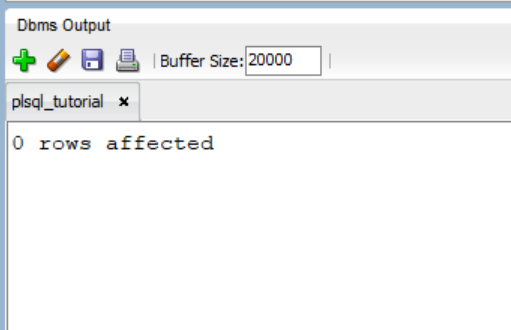 Dbms Output
Buffer Size: 20000
plsql_tutorial
0 rows affected